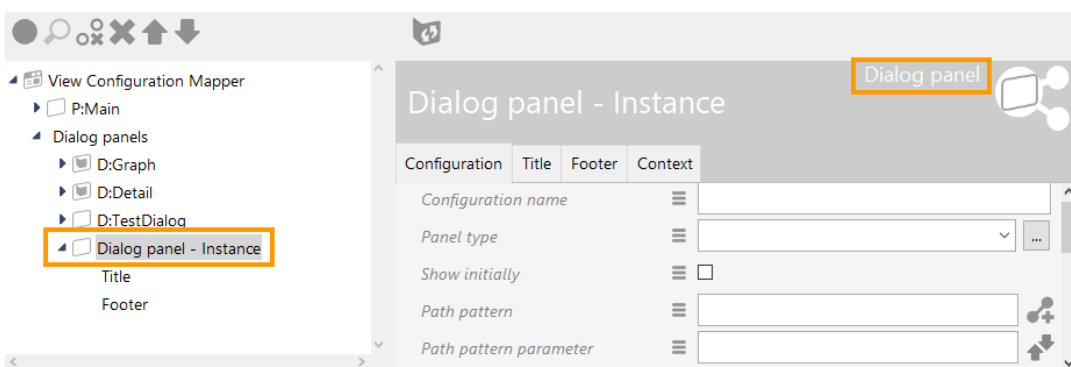 View Configuration Mapper
P:Main
Dialog panels
D:Graph
D:Detail
D:TestDialog
Dialog panel - Instance
Title
Footer
Dialog panel
Dialog panel - Instance
Configuration Title Footer Context
Configuration name
Panel type
...
Show initially
Path pattern
Path pattern parameter